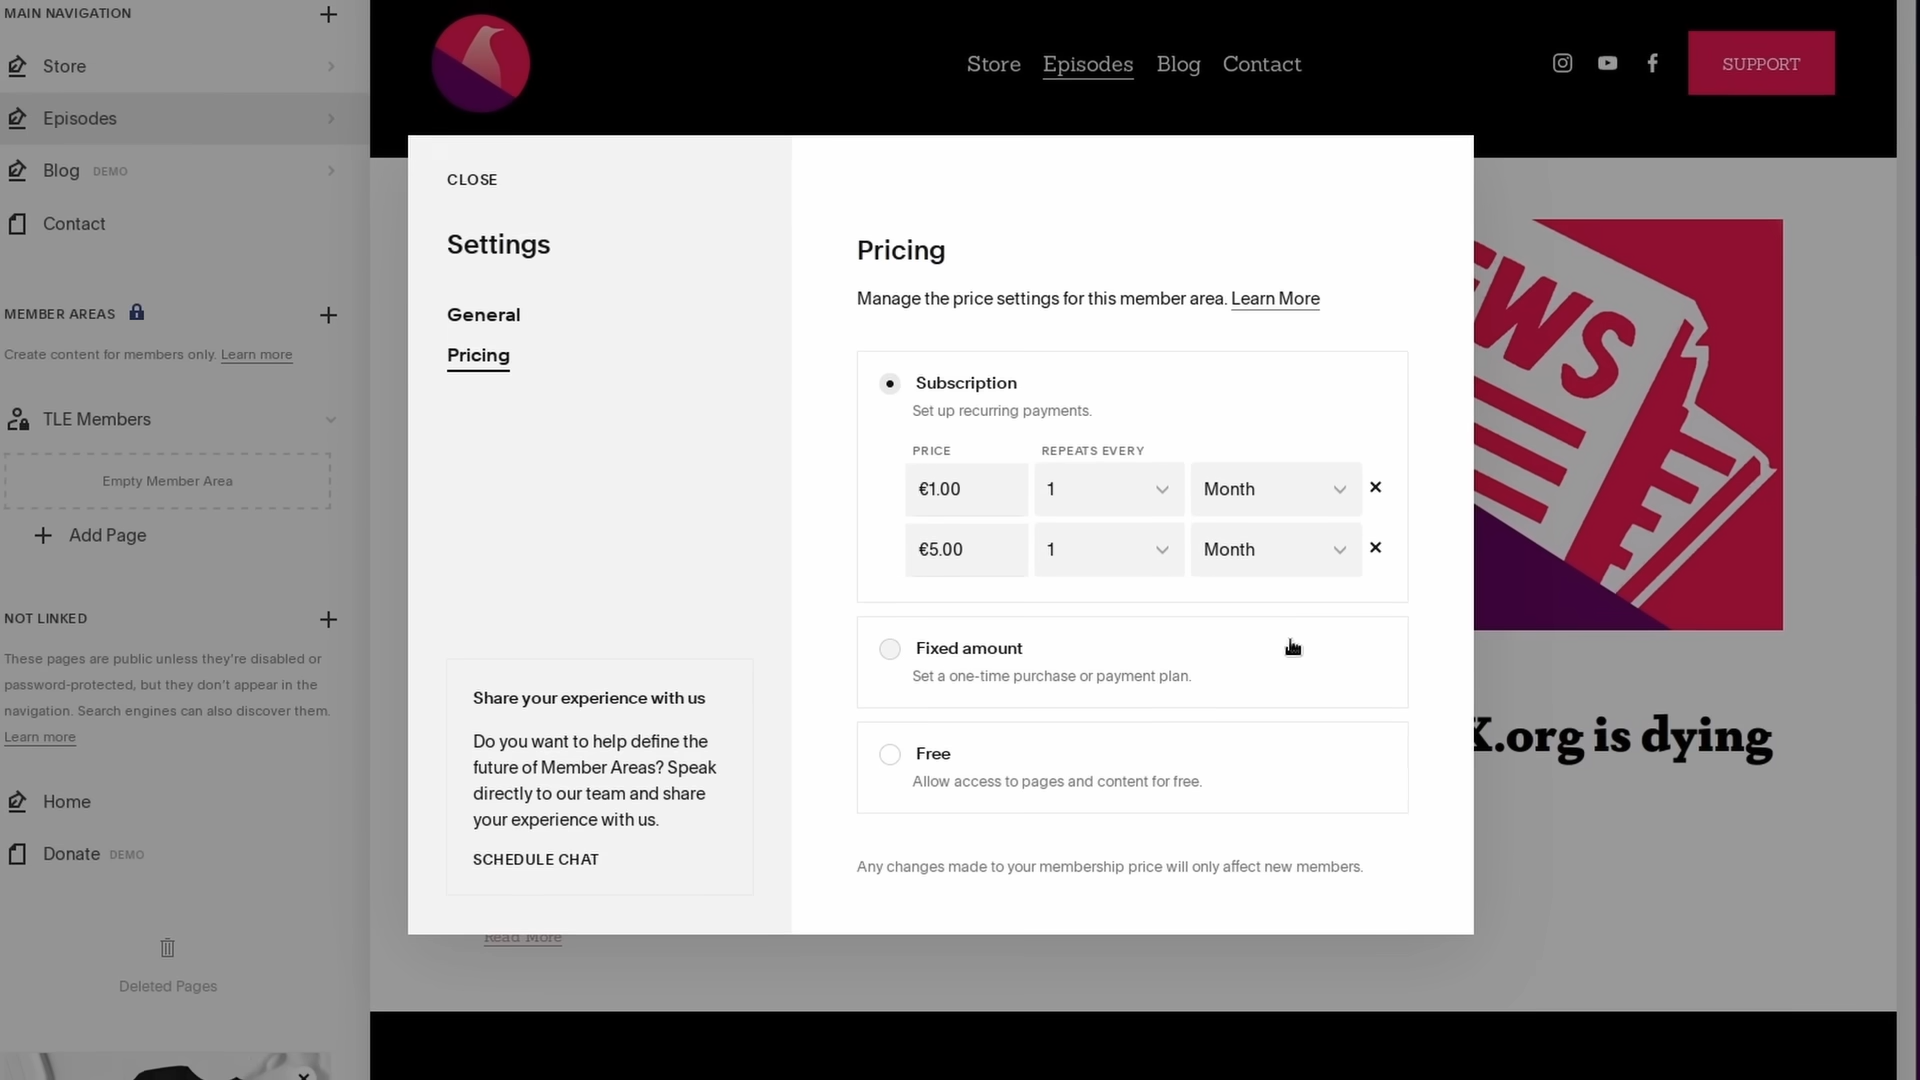 MAIN NAVIGATION
Store
Episodes
Blog DEMO
Contact
MEMBER AREAS
Create content for members only. Learn more
TLE Members
Empty Member Area
Add Page
NOT LINKED
These pages are public unless they're disabled or
password-protected, but they don't appear in the
navigation. Search engines can also discover them.
Learn more
Home
Donate DEMO
Deleted Pages
Store Episodes Blog Contact
SUPPORT
CLOSE
Settings
General
Pricing
Share your experience with us
Do you want to help define the
future of Member Areas? Speak
directly to our team and share
your experience with us.
SCHEDULE CHAT
Pricing
Manage the price settings for this member area. Learn More
Subscription
Set up recurring payments.
PRICE REPEATS EVERY
€1.00 1 Month
€5.00 1 Month
Fixed amount
Set a one-time purchase or payment plan.
Free
Allow access to pages and content for free.
Any changes made to your membership price will only affect new members.
EWS
X.org is dying
Read More